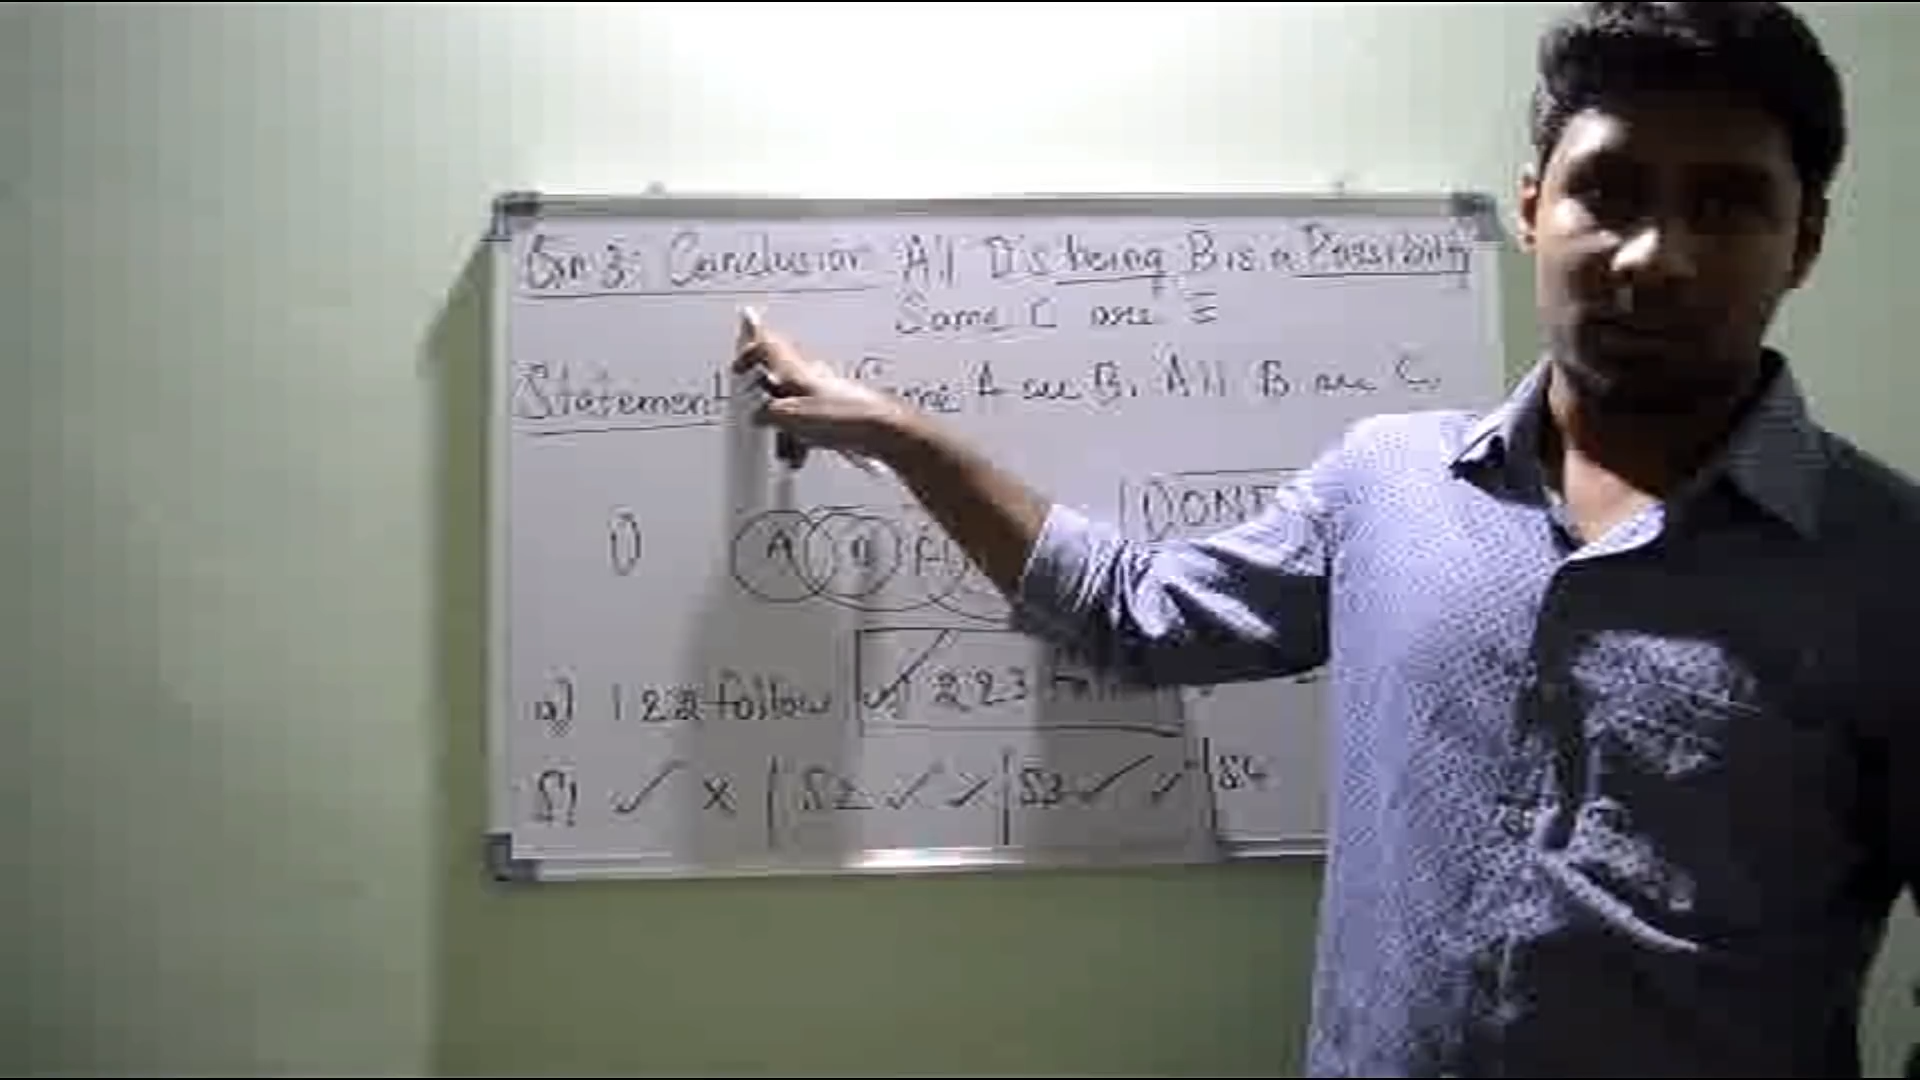 Qn 3: Conclusion All D's being B is a Possibility
Some C are E
Statement Some A are B, All B are C,
1) A B
DONE
a) 1 & 2 follow 2 & 3
S1 ✓ × | S2 ✓ ✓ | S3 ✓ ✓ | S4